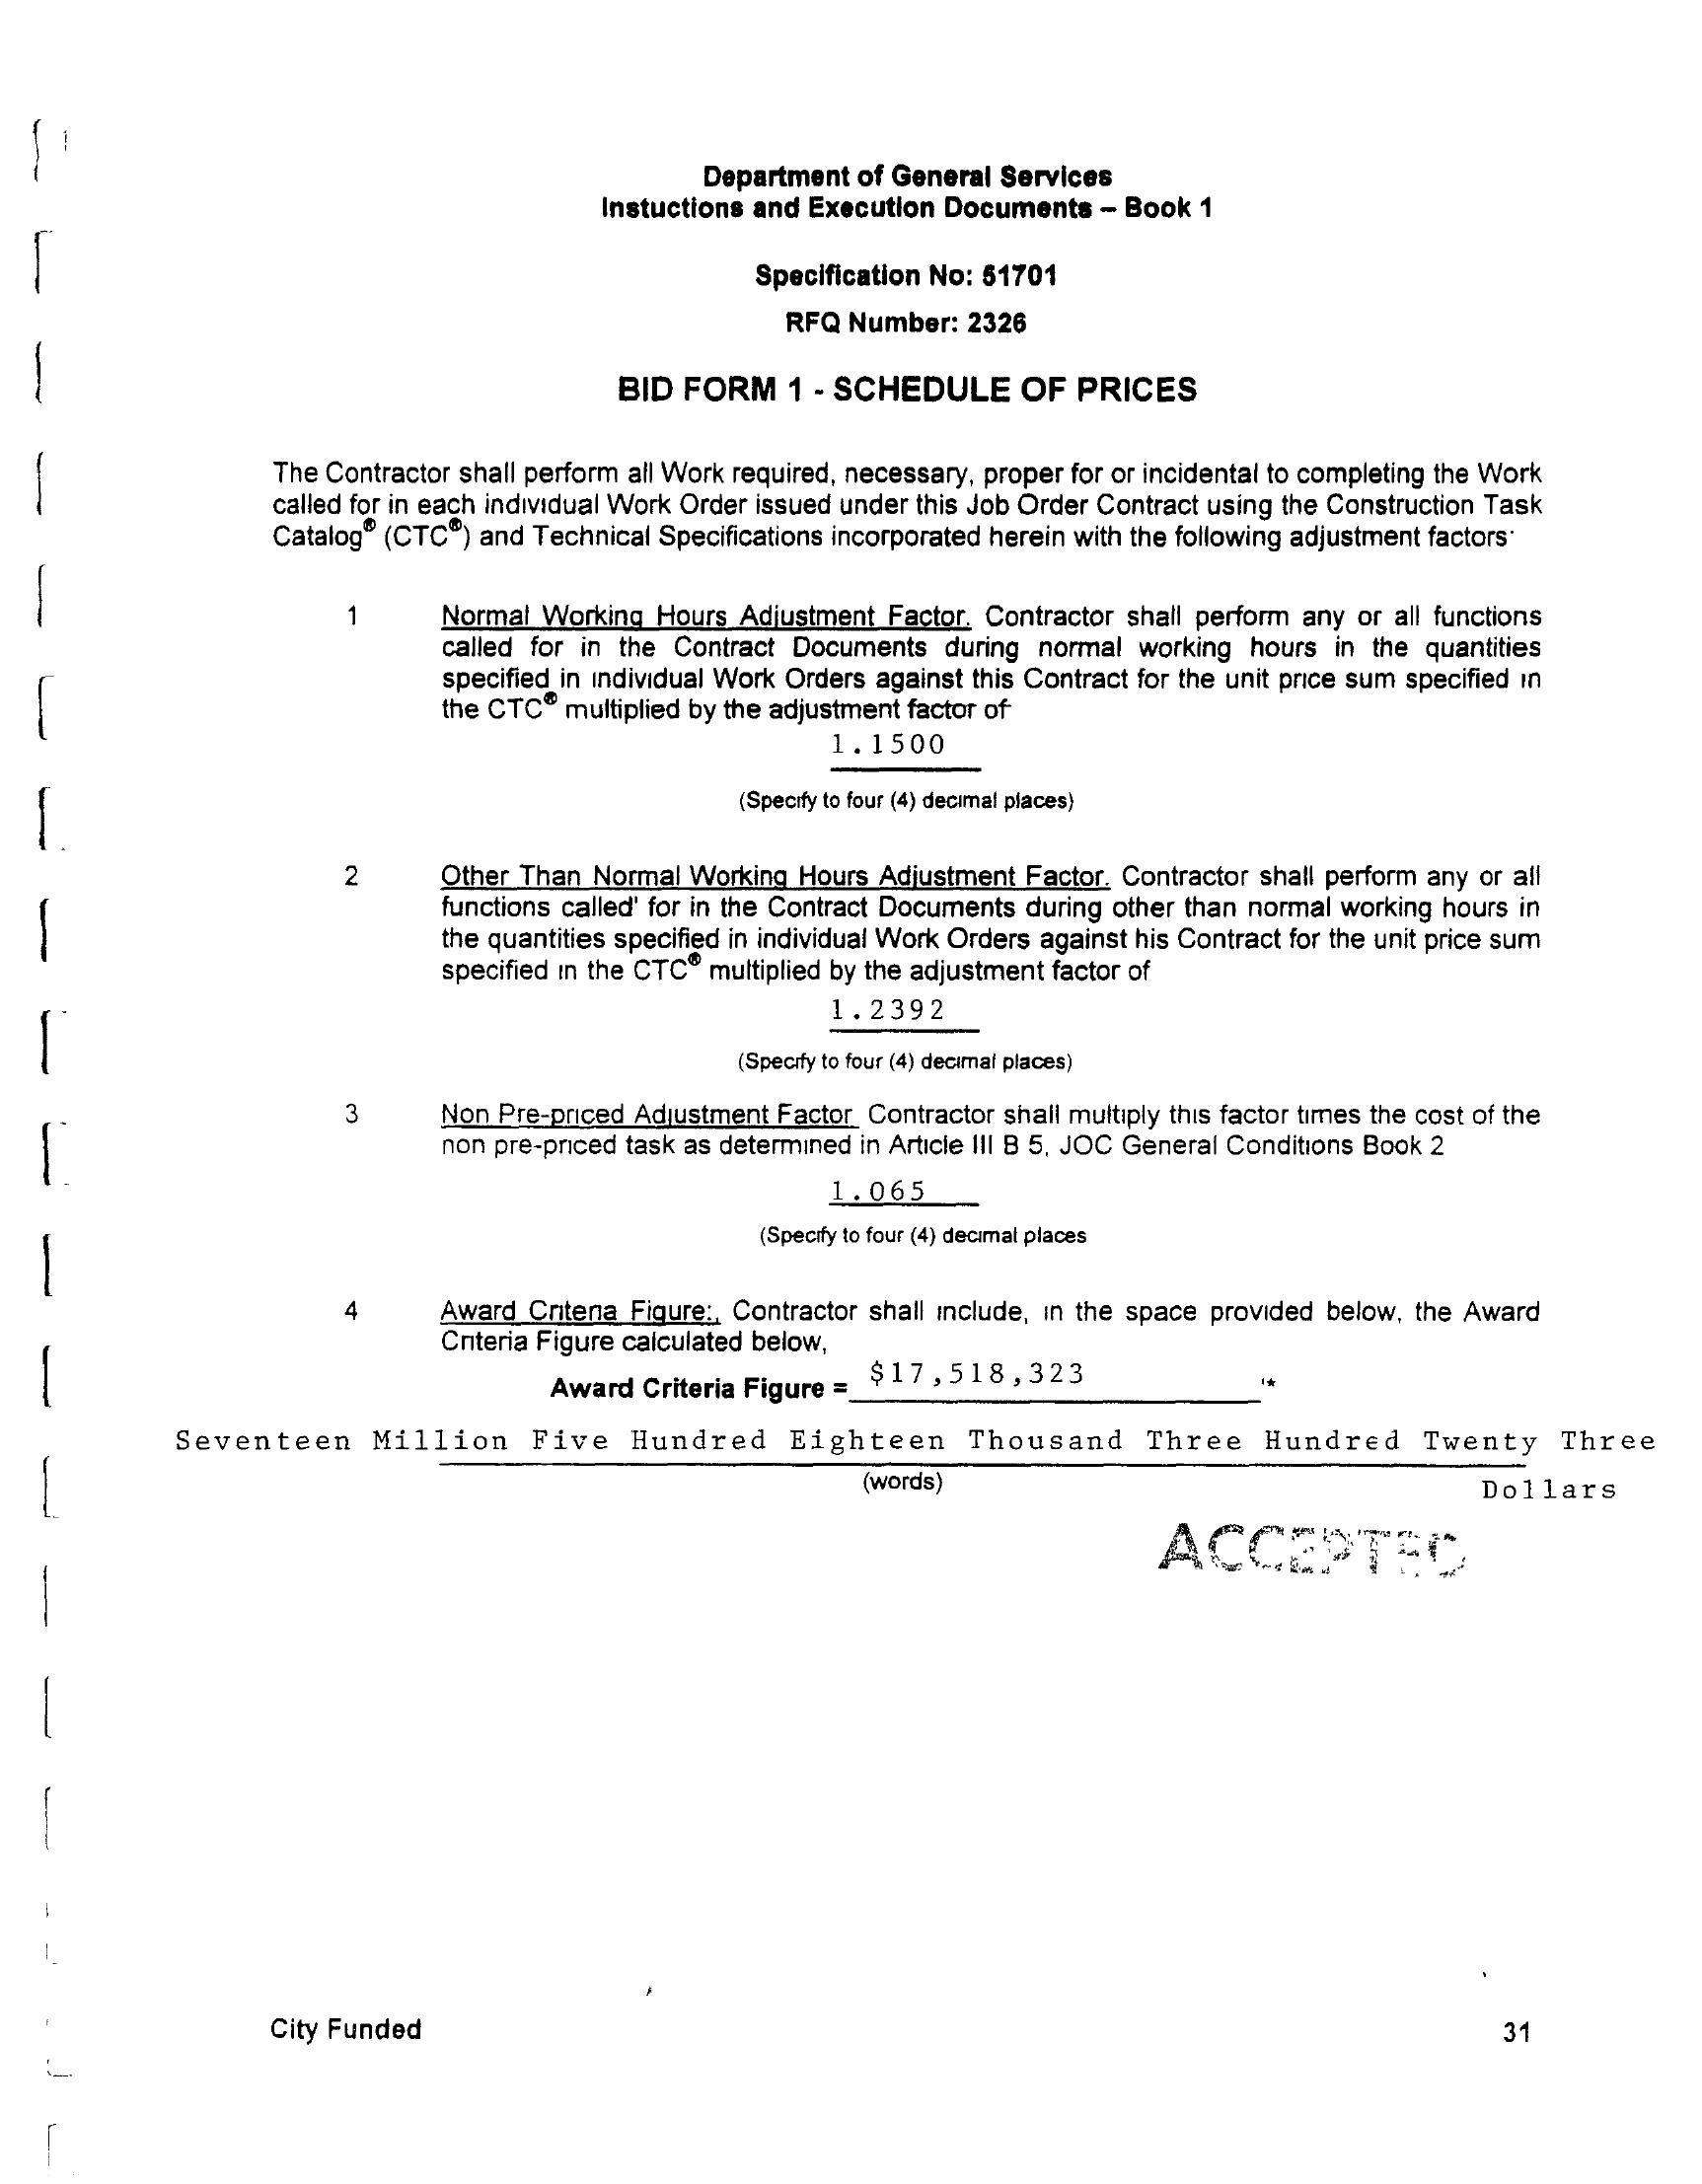 Department of General Services
Instuctions and Execution Documents – Book 1
Specification No: 51701
RFQ Number: 2326
BID FORM 1 - SCHEDULE OF PRICES
The Contractor shall perform all Work required, necessary, proper for or incidental to completing the Work
called for in each individual Work Order issued under this Job Order Contract using the Construction Task
Catalog® (CTC®) and Technical Specifications incorporated herein with the following adjustment factors·
1 Normal Working Hours Adjustment Factor. Contractor shall perform any or all functions
called for in the Contract Documents during normal working hours in the quantities
specified in individual Work Orders against this Contract for the unit price sum specified in
the CTC® multiplied by the adjustment factor of
1.1500
(Specify to four (4) decimal places)
2 Other Than Normal Working Hours Adjustment Factor. Contractor shall perform any or all
functions called' for in the Contract Documents during other than normal working hours in
the quantities specified in individual Work Orders against his Contract for the unit price sum
specified in the CTC® multiplied by the adjustment factor of
1.2392
(Specify to four (4) decimal places)
3 Non Pre-priced Adjustment Factor Contractor shall multiply this factor times the cost of the
non pre-priced task as determined in Article III B 5, JOC General Conditions Book 2
1.065
(Specify to four (4) decimal places
4 Award Criteria Figure:, Contractor shall include, in the space provided below, the Award
Criteria Figure calculated below,
Award Criteria Figure = $17,518,323
Seventeen Million Five Hundred Eighteen Thousand Three Hundred Twenty Three
(words)
Dollars
ACCEPTED
City Funded 31